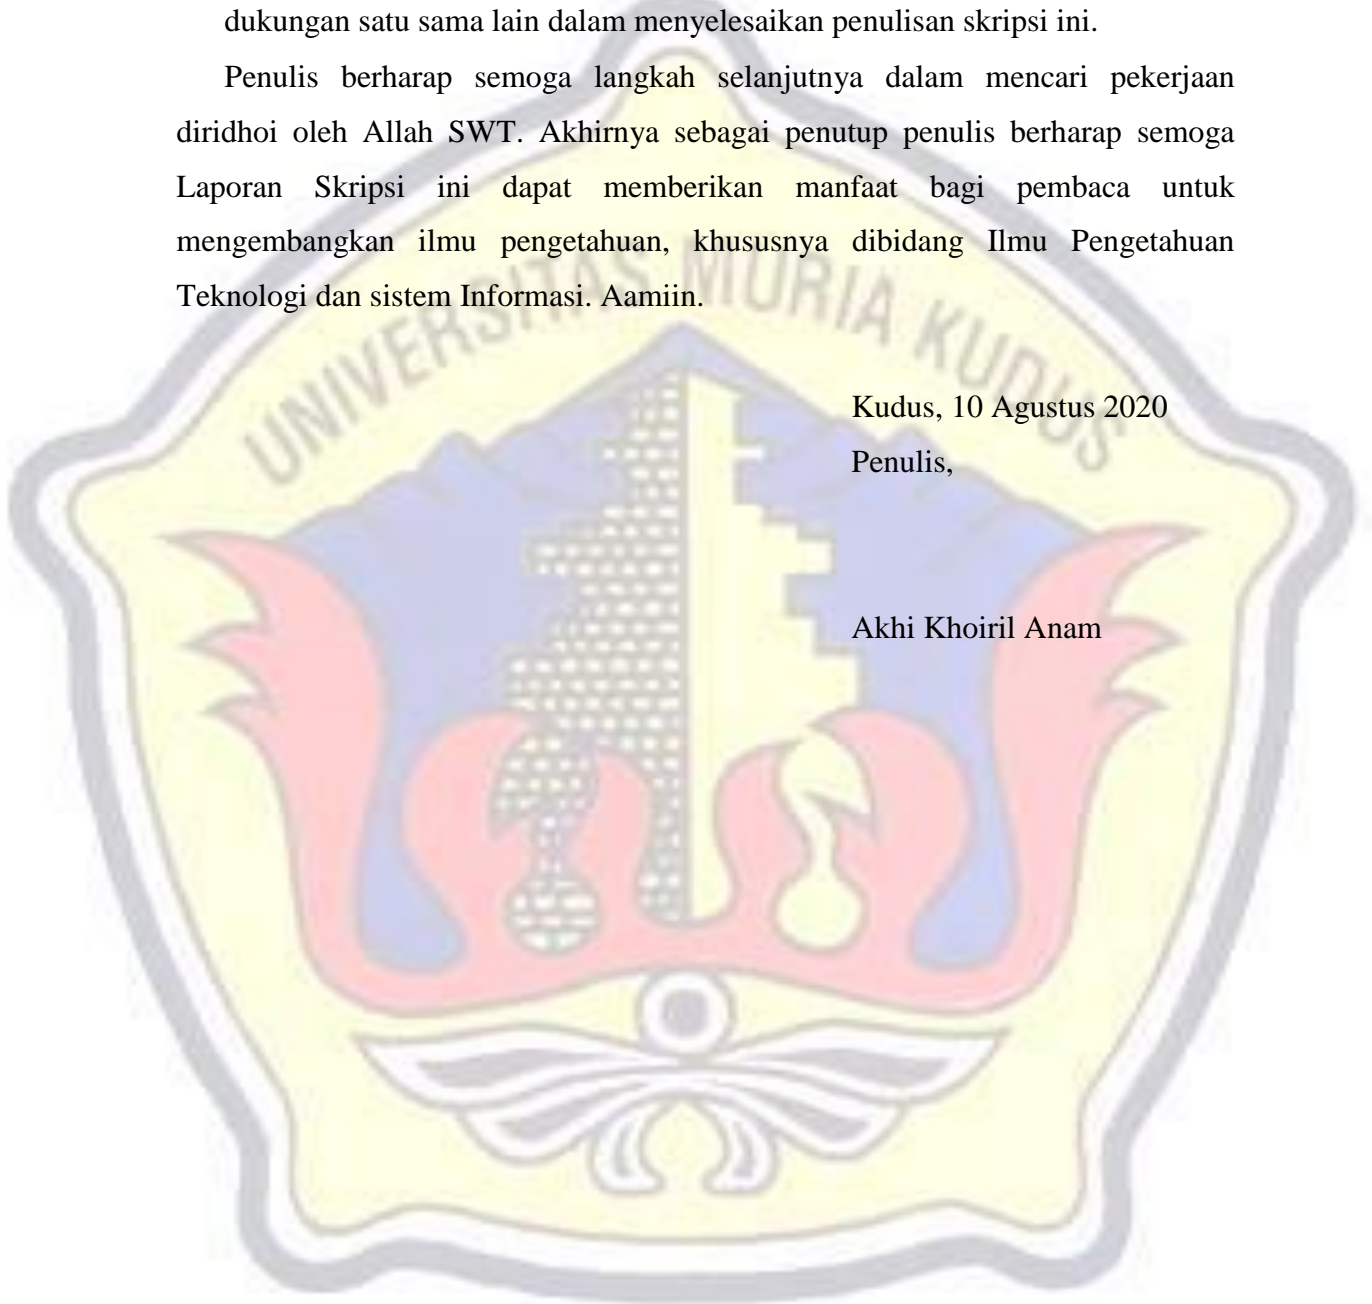 dukungan satu sama lain dalam menyelesaikan penulisan skripsi ini.
Penulis berharap semoga langkah selanjutnya dalam mencari pekerjaan
diridhoi oleh Allah SWT. Akhirnya sebagai penutup penulis berharap semoga
Laporan Skripsi ini dapat memberikan manfaat bagi pembaca untuk
mengembangkan ilmu pengetahuan, khususnya dibidang Ilmu Pengetahuan
Teknologi dan sistem Informasi. Aamiin.
UNIVERSITAS MURIA KUDUS
Kudus, 10 Agustus 2020
Penulis,
Akhi Khoiril Anam